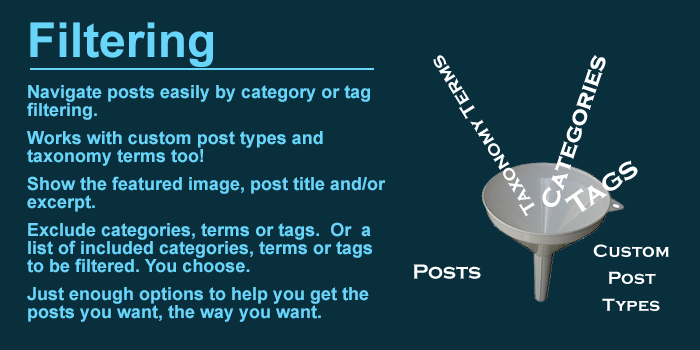 Filtering
Navigate posts easily by category or tag
filtering.
Works with custom post types and
taxonomy terms too!
Show the featured image, post title and/or
excerpt.
Exclude categories, terms or tags.  Or  a
list of included categories, terms or tags
to be filtered. You choose.
Just enough options to help you get the
posts you want, the way you want.
Taxonomy Terms
Categories
Tags
Posts
Custom
Post
Types